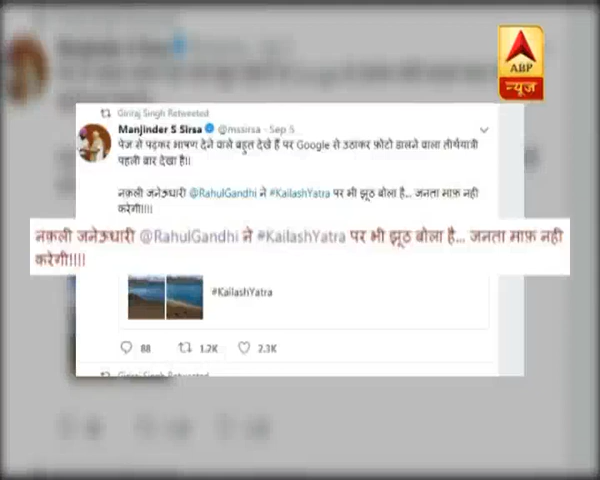 ABP
न्यूज़
Giriraj Singh Retweeted
Manjinder S Sirsa @mssirsa · Sep 5
पेज से पढ़कर भाषण देने वाले बहुत देखे हैं पर Google से उठाकर फ़ोटो डालने वाला तीर्थयात्री
पहली बार देखा है!!
नक़ली जनेऊधारी @RahulGandhi ने #KailashYatra पर भी झूठ बोला है... जनता माफ़ नही
करेगी!!!!
नक़ली जनेऊधारी @RahulGandhi ने #KailashYatra पर भी झूठ बोला है... जनता माफ़ नही
करेगी!!!!
#KailashYatra
88 1.2K 2.3K